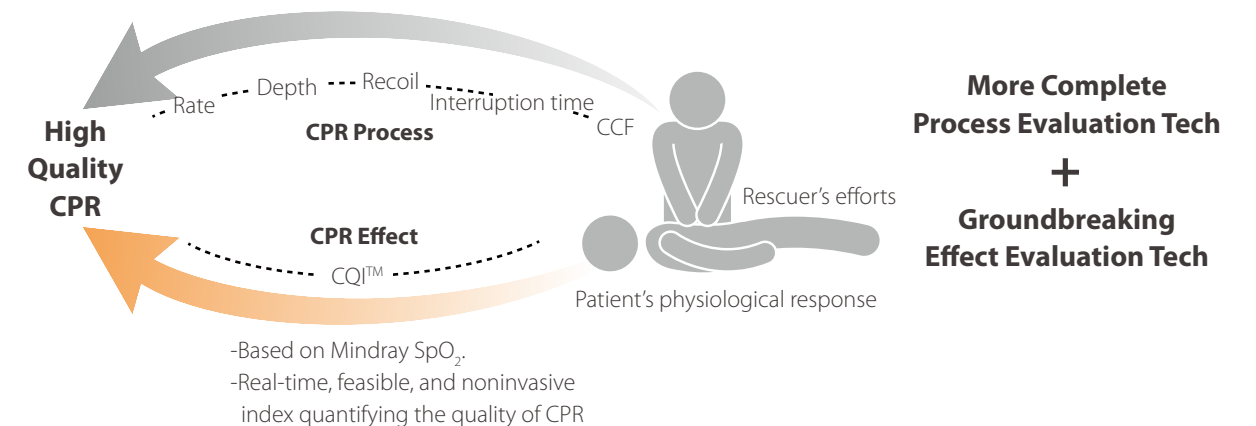 Rate
Depth
Recoil
Interruption time
CCF
CPR Process
High
Quality
CPR
CPR Effect
CQI™
Rescuer's efforts
Patient's physiological response
-Based on Mindray SpO₂.
-Real-time, feasible, and noninvasive
index quantifying the quality of CPR
More Complete
Process Evaluation Tech
+
Groundbreaking
Effect Evaluation Tech